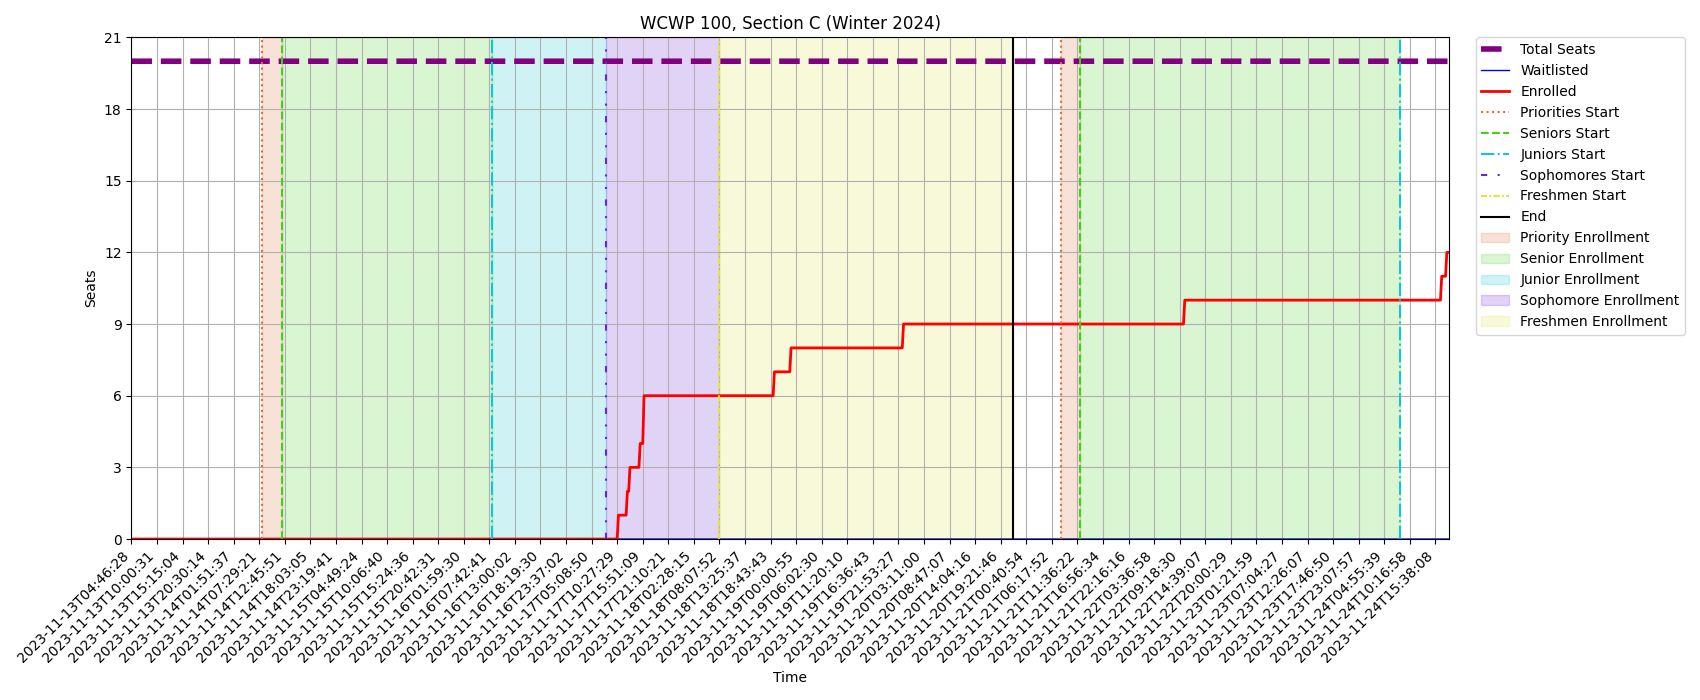 WCWP 100, Section C (Winter 2024)
21
18
15
12
9
6
3
0
Seats
2023-11-13T04:46:28
2023-11-13T10:00:31
2023-11-13T15:15:04
2023-11-13T20:30:14
2023-11-14T01:51:37
2023-11-14T07:29:21
2023-11-14T12:45:51
2023-11-14T18:03:05
2023-11-14T23:19:41
2023-11-15T04:49:24
2023-11-15T10:06:40
2023-11-15T15:24:36
2023-11-15T20:42:31
2023-11-16T01:59:30
2023-11-16T07:42:41
2023-11-16T13:00:02
2023-11-16T18:19:30
2023-11-16T23:37:02
2023-11-17T05:08:50
2023-11-17T10:27:29
2023-11-17T15:51:09
2023-11-17T21:10:21
2023-11-18T02:28:15
2023-11-18T08:07:52
2023-11-18T13:25:37
2023-11-18T18:43:43
2023-11-19T00:00:55
2023-11-19T06:02:30
2023-11-19T11:20:10
2023-11-19T16:36:43
2023-11-19T21:53:27
2023-11-20T03:11:00
2023-11-20T08:47:07
2023-11-20T14:04:16
2023-11-20T19:21:46
2023-11-21T00:40:54
2023-11-21T06:17:52
2023-11-21T11:36:22
2023-11-21T16:56:34
2023-11-21T22:16:16
2023-11-22T03:36:58
2023-11-22T09:18:30
2023-11-22T14:39:07
2023-11-22T20:00:29
2023-11-23T01:21:59
2023-11-23T07:04:27
2023-11-23T12:26:07
2023-11-23T17:46:50
2023-11-23T23:07:57
2023-11-24T04:55:39
2023-11-24T10:16:58
2023-11-24T15:38:08
Time
Total Seats
Waitlisted
Enrolled
Priorities Start
Seniors Start
Juniors Start
Sophomores Start
Freshmen Start
End
Priority Enrollment
Senior Enrollment
Junior Enrollment
Sophomore Enrollment
Freshmen Enrollment